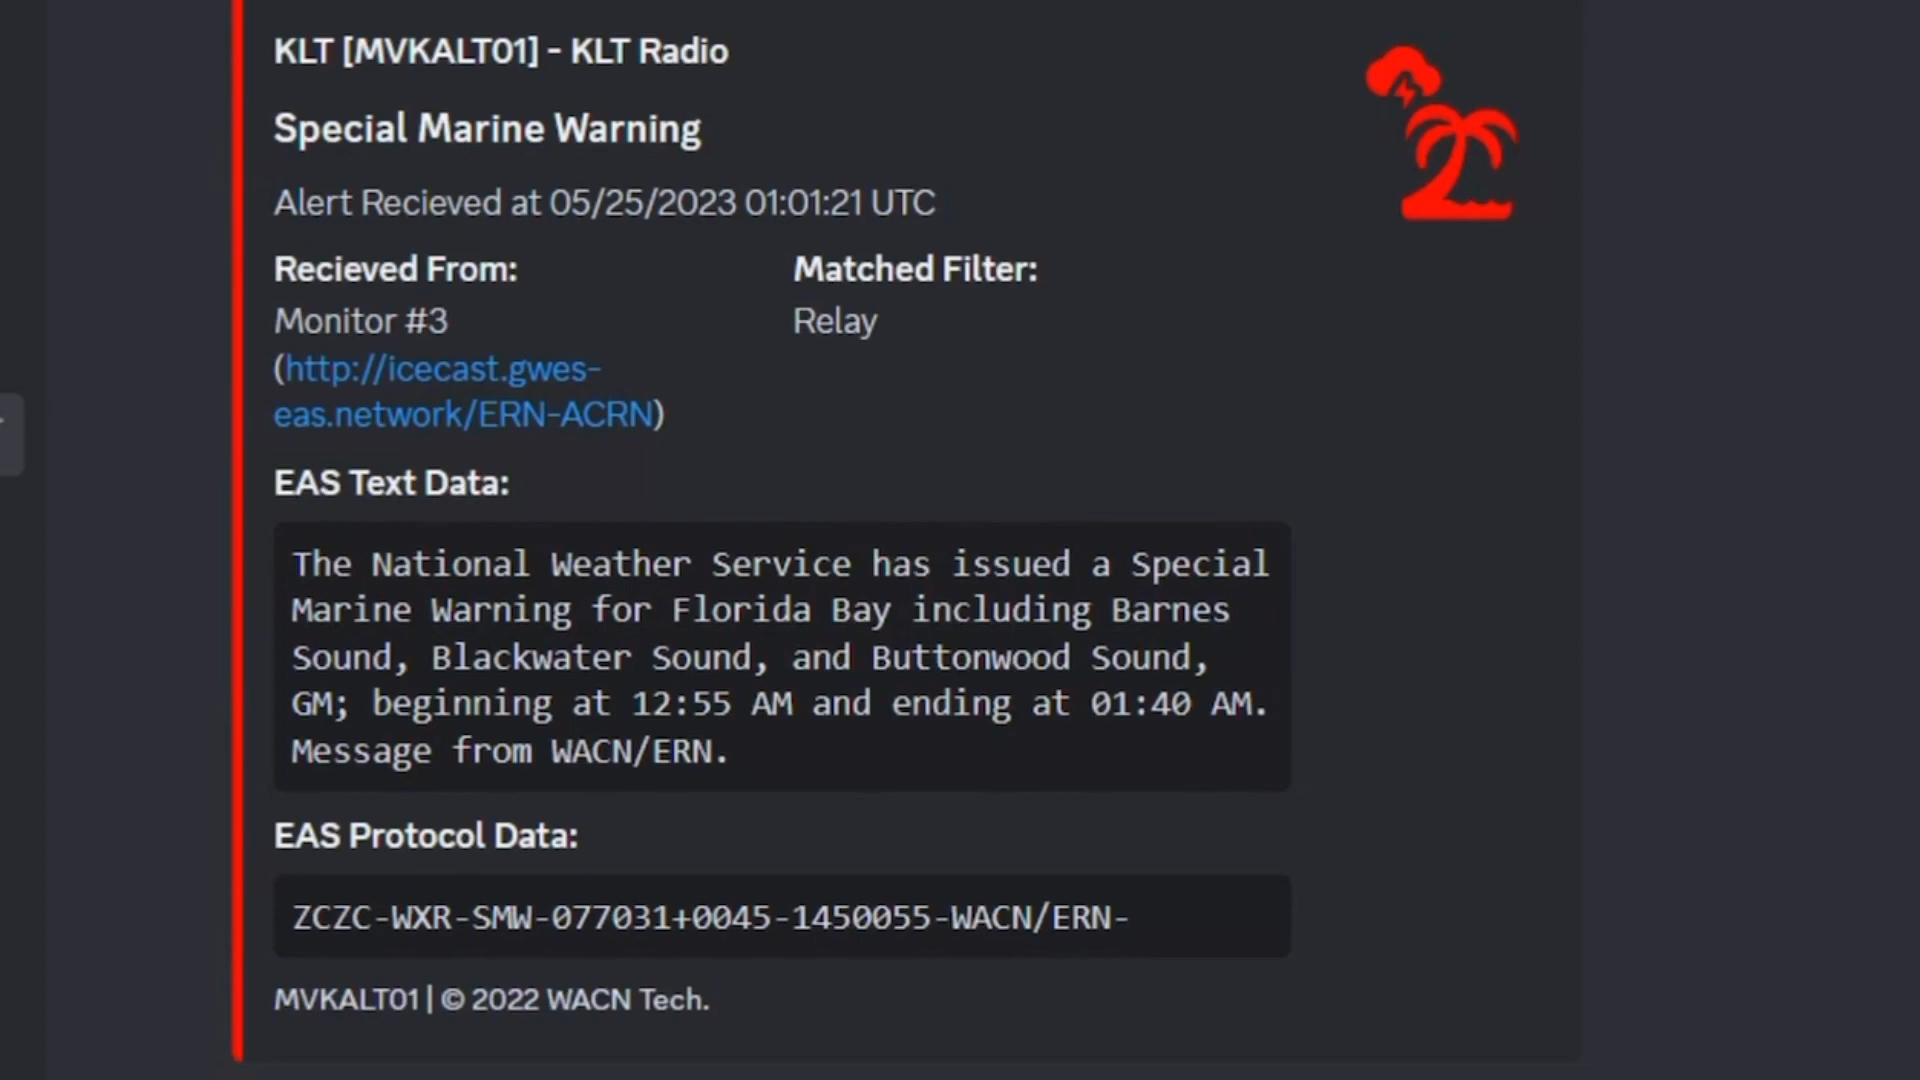 KLT [MVKALT01] - KLT Radio
Special Marine Warning
Alert Recieved at 05/25/2023 01:01:21 UTC
Recieved From:
Matched Filter:
Monitor #3
Relay
(http://icecast.gwes-
eas.network/ERN-ACRN)
EAS Text Data:
The National Weather Service has issued a Special
Marine Warning for Florida Bay including Barnes
Sound, Blackwater Sound, and Buttonwood Sound,
GM; beginning at 12:55 AM and ending at 01:40 AM.
Message from WACN/ERN.
EAS Protocol Data:
ZCZC-WXR-SMW-077031+0045-1450055-WACN/ERN-
MVKALT01 | © 2022 WACN Tech.